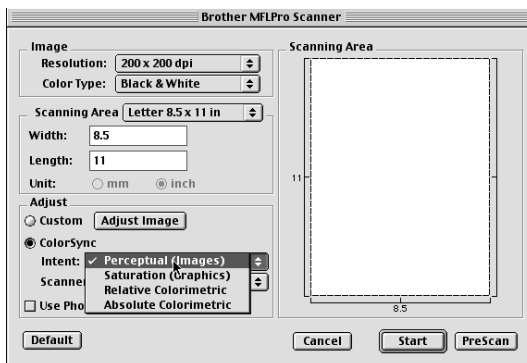 Brother MFLPro Scanner
Image
Resolution: 200 x 200 dpi
Color Type: Black & White
Scanning Area Letter 8.5 x 11 in
Width: 8.5
Length: 11
Unit: mm inch
Adjust
Custom Adjust Image
ColorSync
Intent: ✓ Perceptual (Images)
Saturation (Graphics)
Scanner
Relative Colorimetric
Use Pho
Absolute Colorimetric
Default
Scanning Area
11
8.5
Cancel Start PreScan